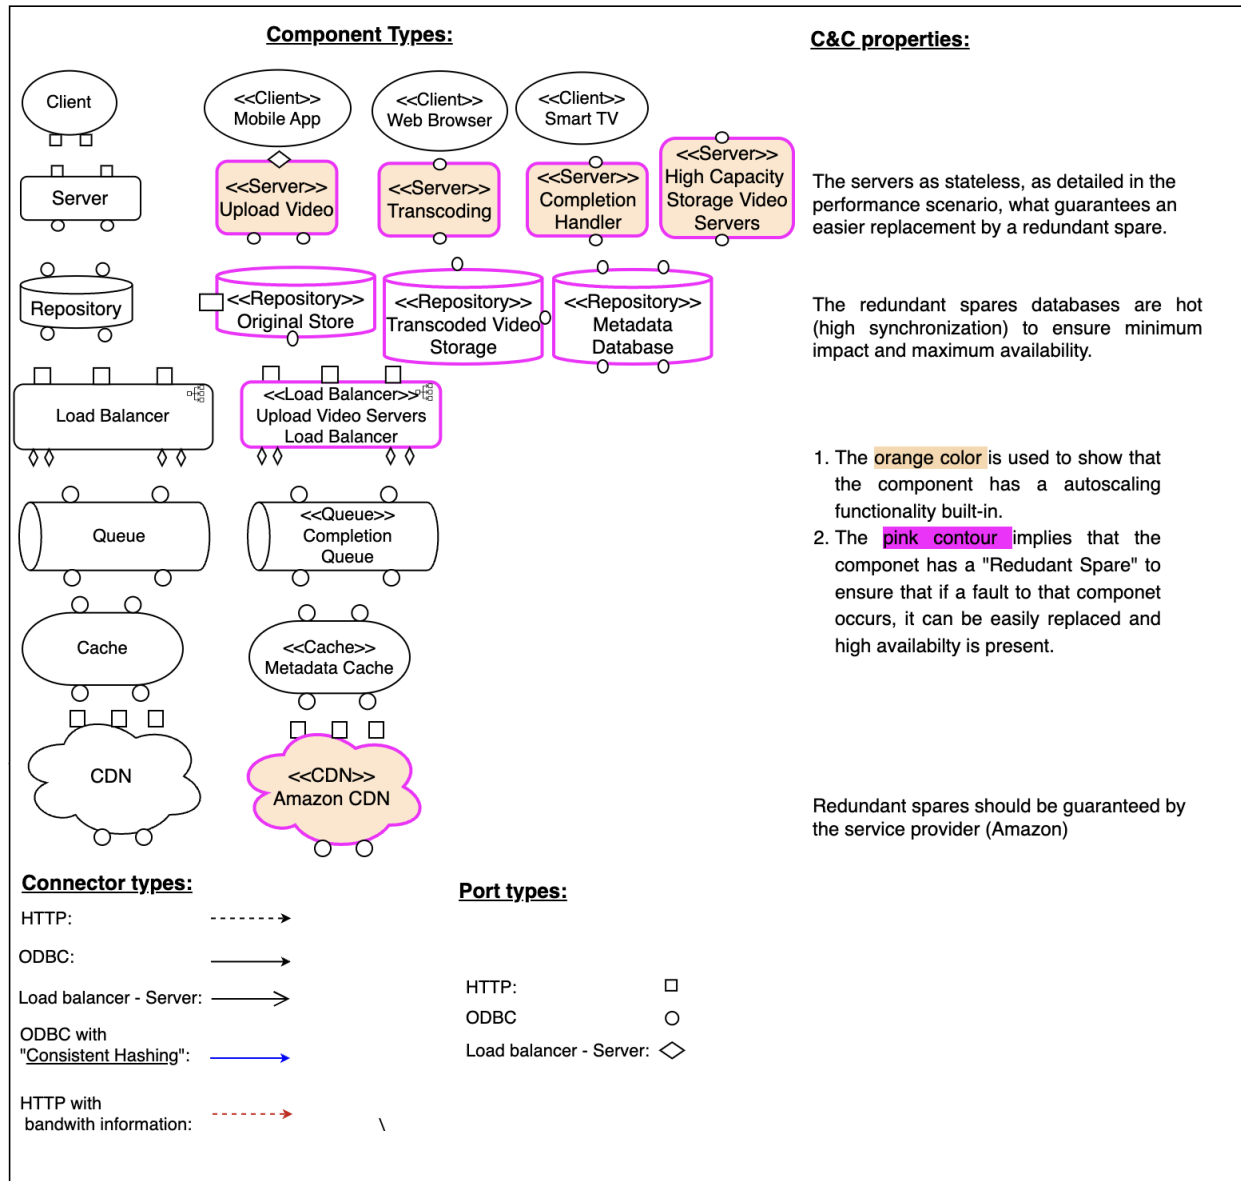 Component Types:
C&C properties:
Client
<<Client>>
Mobile App
<<Client>>
Web Browser
<<Client>>
Smart TV
Server
<<Server>>
Upload Video
<<Server>>
Transcoding
<<Server>>
Completion
Handler
<<Server>>
High Capacity
Storage Video
Servers
The servers as stateless, as detailed in the
performance scenario, what guarantees an
easier replacement by a redundant spare.
Repository
<<Repository>>
Original Store
<<Repository>>
Transcoded Video
Storage
<<Repository>>
Metadata
Database
The redundant spares databases are hot
(high synchronization) to ensure minimum
impact and maximum availability.
Load Balancer
<<Load Balancer>>
Upload Video Servers
Load Balancer
1. The orange color is used to show that
the component has a autoscaling
functionality built-in.
2. The pink contour implies that the
componet has a "Redudant Spare" to
ensure that if a fault to that componet
occurs, it can be easily replaced and
high availabilty is present.
Queue
<<Queue>>
Completion
Queue
Cache
<<Cache>>
Metadata Cache
CDN
<<CDN>>
Amazon CDN
Redundant spares should be guaranteed by
the service provider (Amazon)
Connector types:
HTTP:
ODBC:
Load balancer - Server:
ODBC with
"Consistent Hashing":
HTTP with
bandwith information:
\
Port types:
HTTP:
ODBC
Load balancer - Server: